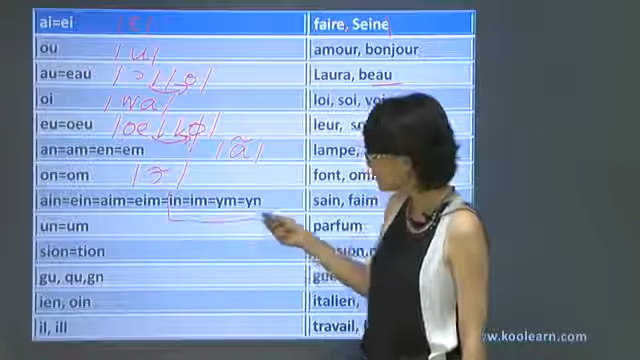 ai=ei /ɛ/ faire, Seine
ou /u/ amour, bonjour
au=eau /ɔ/ /o/ Laura, beau
oi /wa/ loi, soi, voi
eu=oeu /œ/ /ø/ leur,
an=am=en=em /ã/ lampe,
on=om font,
ain=ein=aim=eim=in=im=ym=yn sain, faim
un=um parfum
sion=tion
gu, qu,gn
ien, oin italien,
il, ill travail,
w.koolearn.com